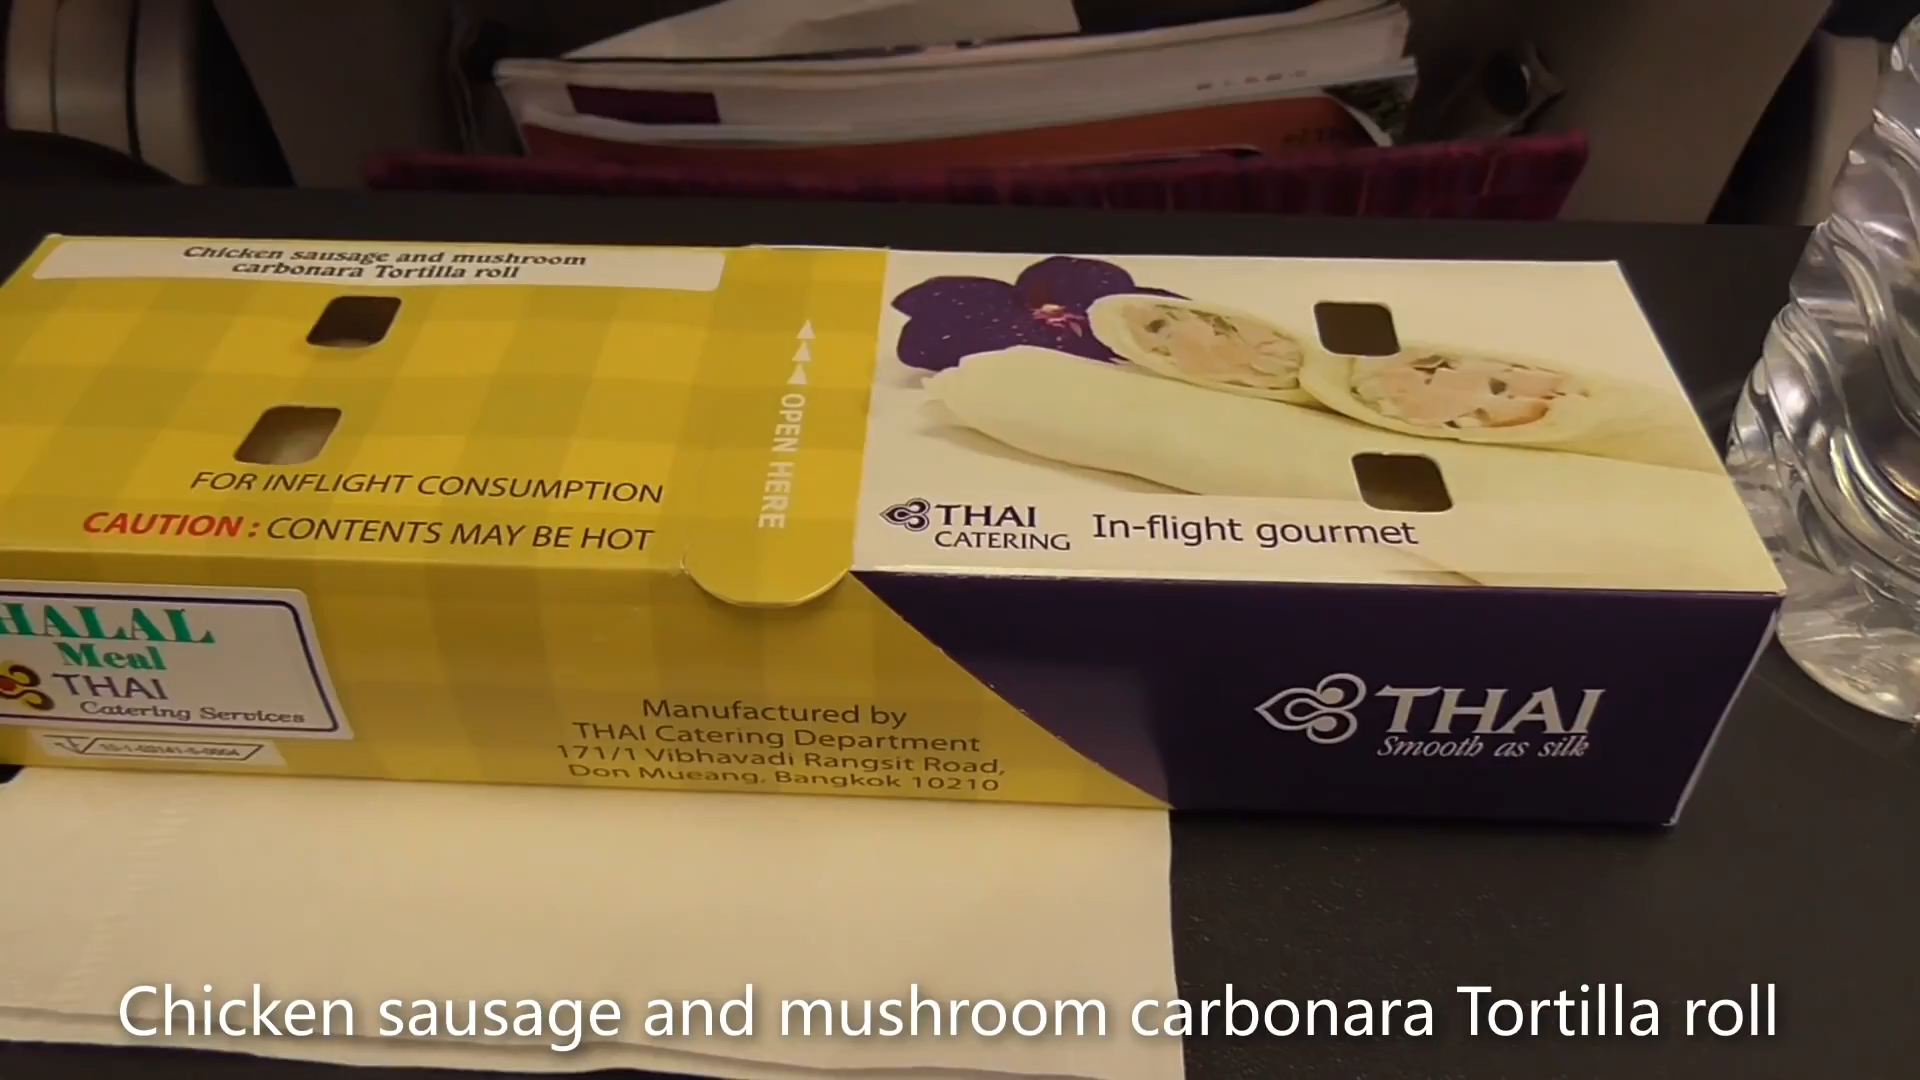 Chicken sausage and mushroom
carbonara Tortilla roll
FOR INFLIGHT CONSUMPTION
CAUTION : CONTENTS MAY BE HOT
OPEN HERE
THAI
CATERING
In-flight gourmet
HALAL
Meal
THAI
Catering Services
Manufactured by
THAI Catering Department
171/1 Vibhavadi Rangsit Road,
Don Mueang, Bangkok 10210
THAI
Smooth as silk
Chicken sausage and mushroom carbonara Tortilla roll